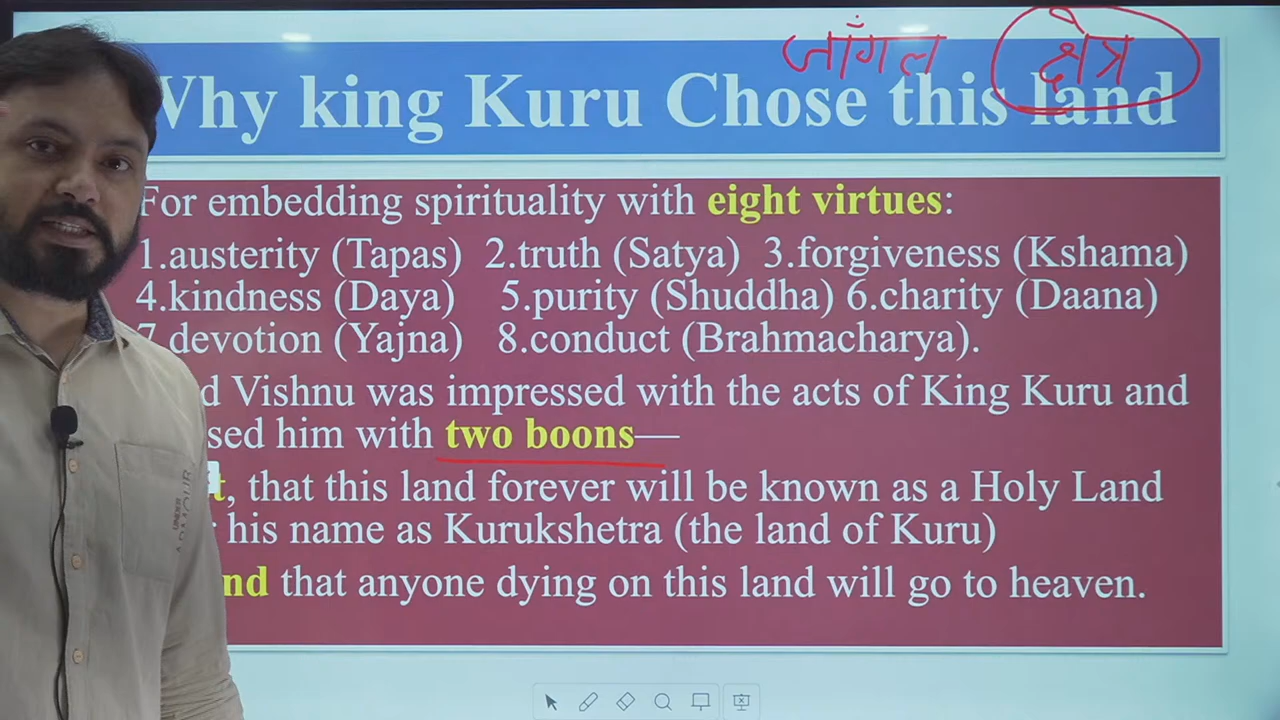 जांगल क्षेत्र
Why king Kuru Chose this land
For embedding spirituality with eight virtues:
1.austerity (Tapas) 2.truth (Satya) 3.forgiveness (Kshama)
4.kindness (Daya) 5.purity (Shuddha) 6.charity (Daana)
7.devotion (Yajna) 8.conduct (Brahmacharya).
d Vishnu was impressed with the acts of King Kuru and
sed him with two boons—
t, that this land forever will be known as a Holy Land
his name as Kurukshetra (the land of Kuru)
nd that anyone dying on this land will go to heaven.
UNDER